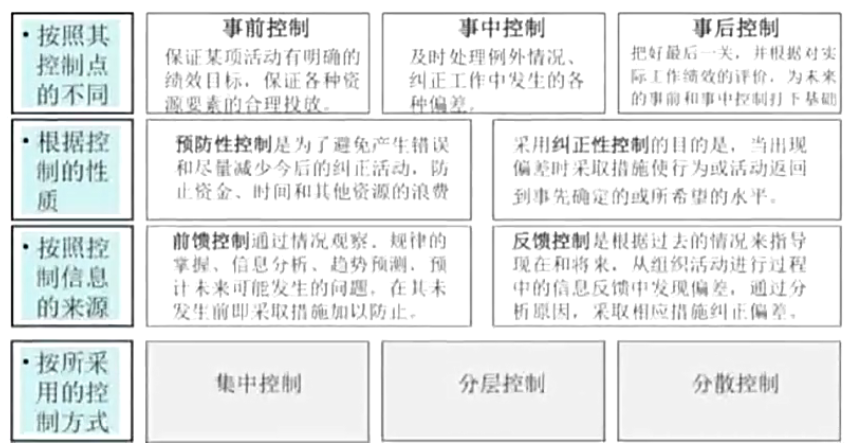 • 按照其
控制点
的不同
事前控制
保证某项活动有明确的
绩效目标，保证各种资
源要素的合理投放。
事中控制
及时处理例外情况、
纠正工作中发生的各
种偏差。
事后控制
把好最后一关，并根据对实
际工作绩效的评价，为未来
的事前和事中控制打下基础
• 根据控
制的性
质
预防性控制是为了避免产生错误
和尽量减少今后的纠正活动，防
止资金、时间和其他资源的浪费
采用纠正性控制的目的是，当出现
偏差时采取措施使行为或活动返回
到事先确定的或所希望的水平。
• 按照控
制信息
的来源
前馈控制通过情况观察、规律的
掌握、信息分析、趋势预测，预
计未来可能发生的问题，在其未
发生前即采取措施加以防止。
反馈控制是根据过去的情况来指导
现在和将来，从组织活动进行过程
中的信息反馈中发现偏差，通过分
析原因，采取相应措施纠正偏差。
• 按所采
用的控
制方式
集中控制
分层控制
分散控制